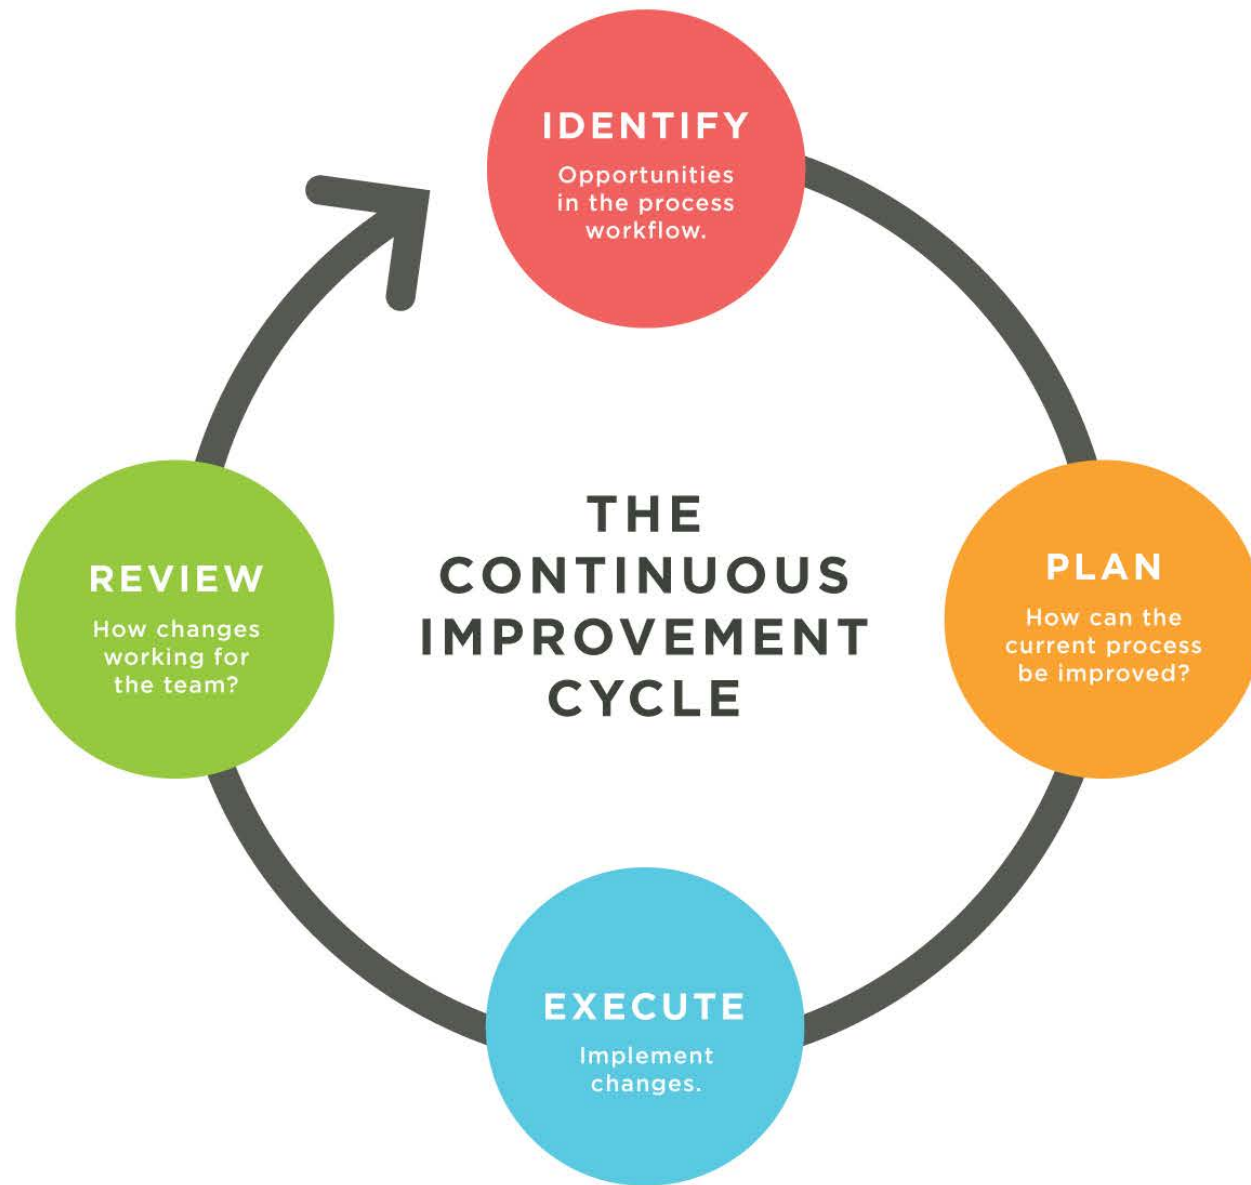 IDENTIFY
Opportunities
in the process
workflow.
PLAN
How can the
current process
be improved?
EXECUTE
Implement
changes.
REVIEW
How changes
working for
the team?
THE
CONTINUOUS
IMPROVEMENT
CYCLE